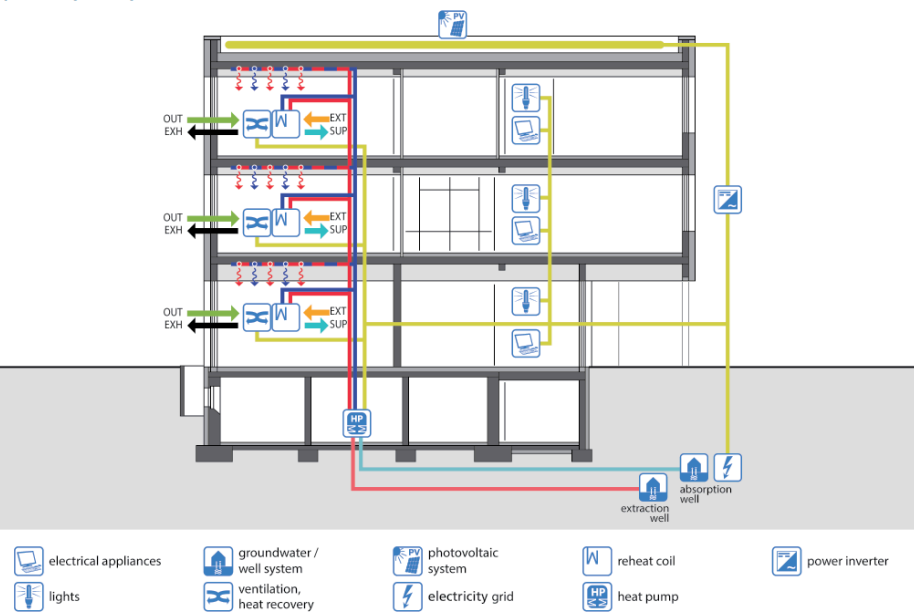 PV
OUT
EXH
EXT
SUP
OUT
EXH
EXT
SUP
OUT
EXH
EXT
SUP
HP
absorption
well
extraction
well
electrical appliances
groundwater /
well system
PV
photovoltaic
system
reheat coil
power inverter
lights
ventilation,
heat recovery
electricity grid
HP
heat pump